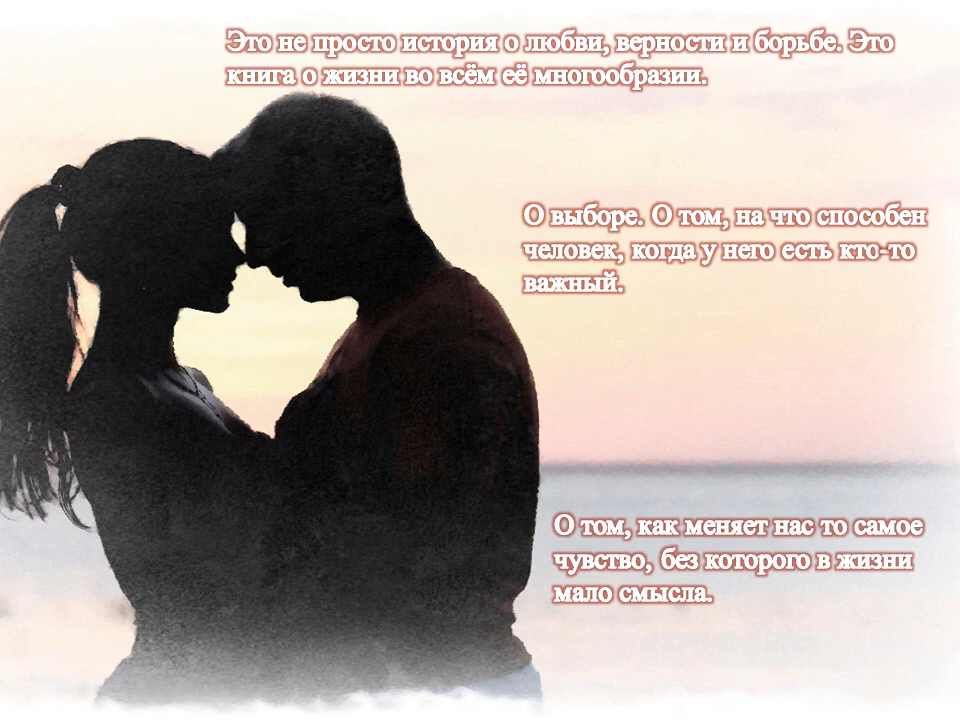 Это не просто история о любви, верности и борьбе. Это
книга о жизни во всём её многообразии.
О выборе. О том, на что способен
человек, когда у него есть кто-то
важный.
О том, как меняет нас то самое
чувство, без которого в жизни
мало смысла.